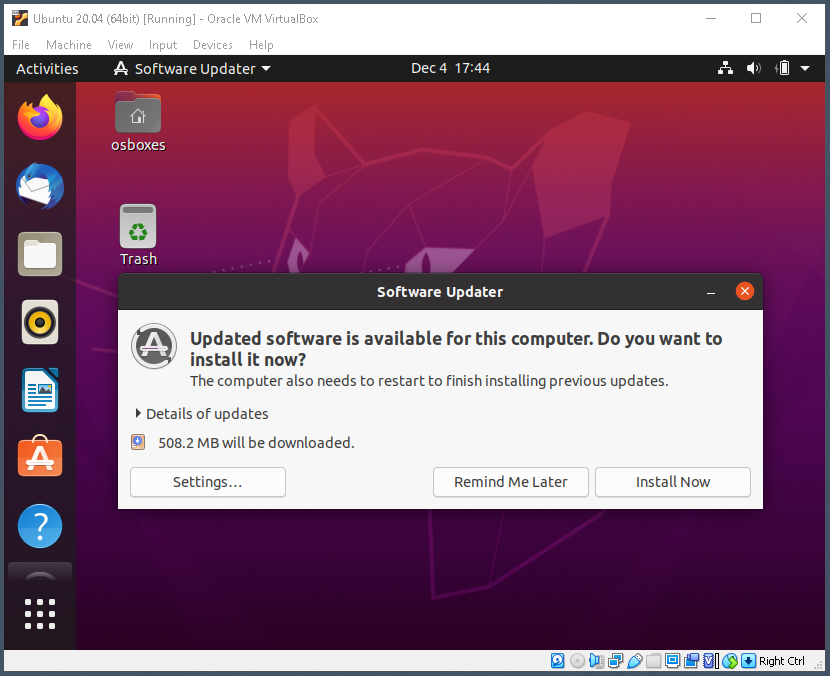 Ubuntu 20.04 (64bit) [Running] - Oracle VM VirtualBox
File Machine View Input Devices Help
Activities Software Updater Dec 4 17:44
osboxes
Trash
Software Updater
Updated software is available for this computer. Do you want to
install it now?
The computer also needs to restart to finish installing previous updates.
Details of updates
508.2 MB will be downloaded.
Settings... Remind Me Later Install Now
Right Ctrl